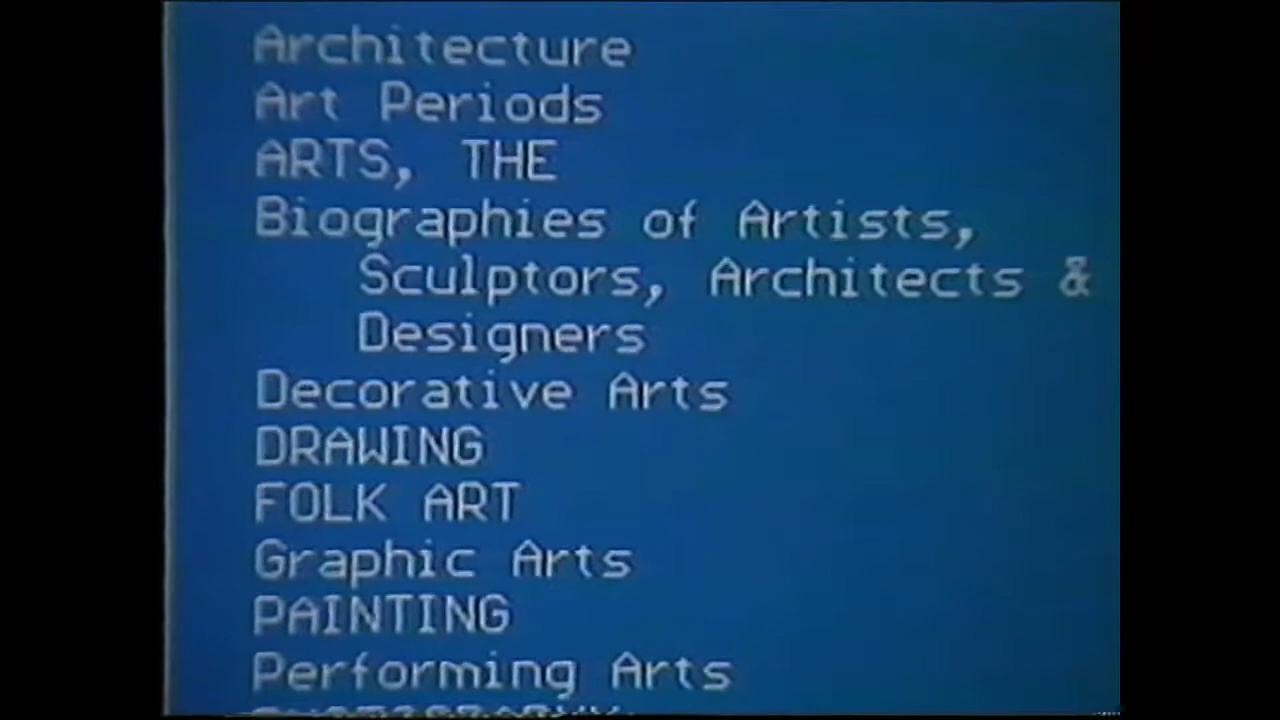 Architecture
Art Periods
ARTS, THE
Biographies of Artists,
Sculptors, Architects &
Designers
Decorative Arts
DRAWING
FOLK ART
Graphic Arts
PAINTING
Performing Arts